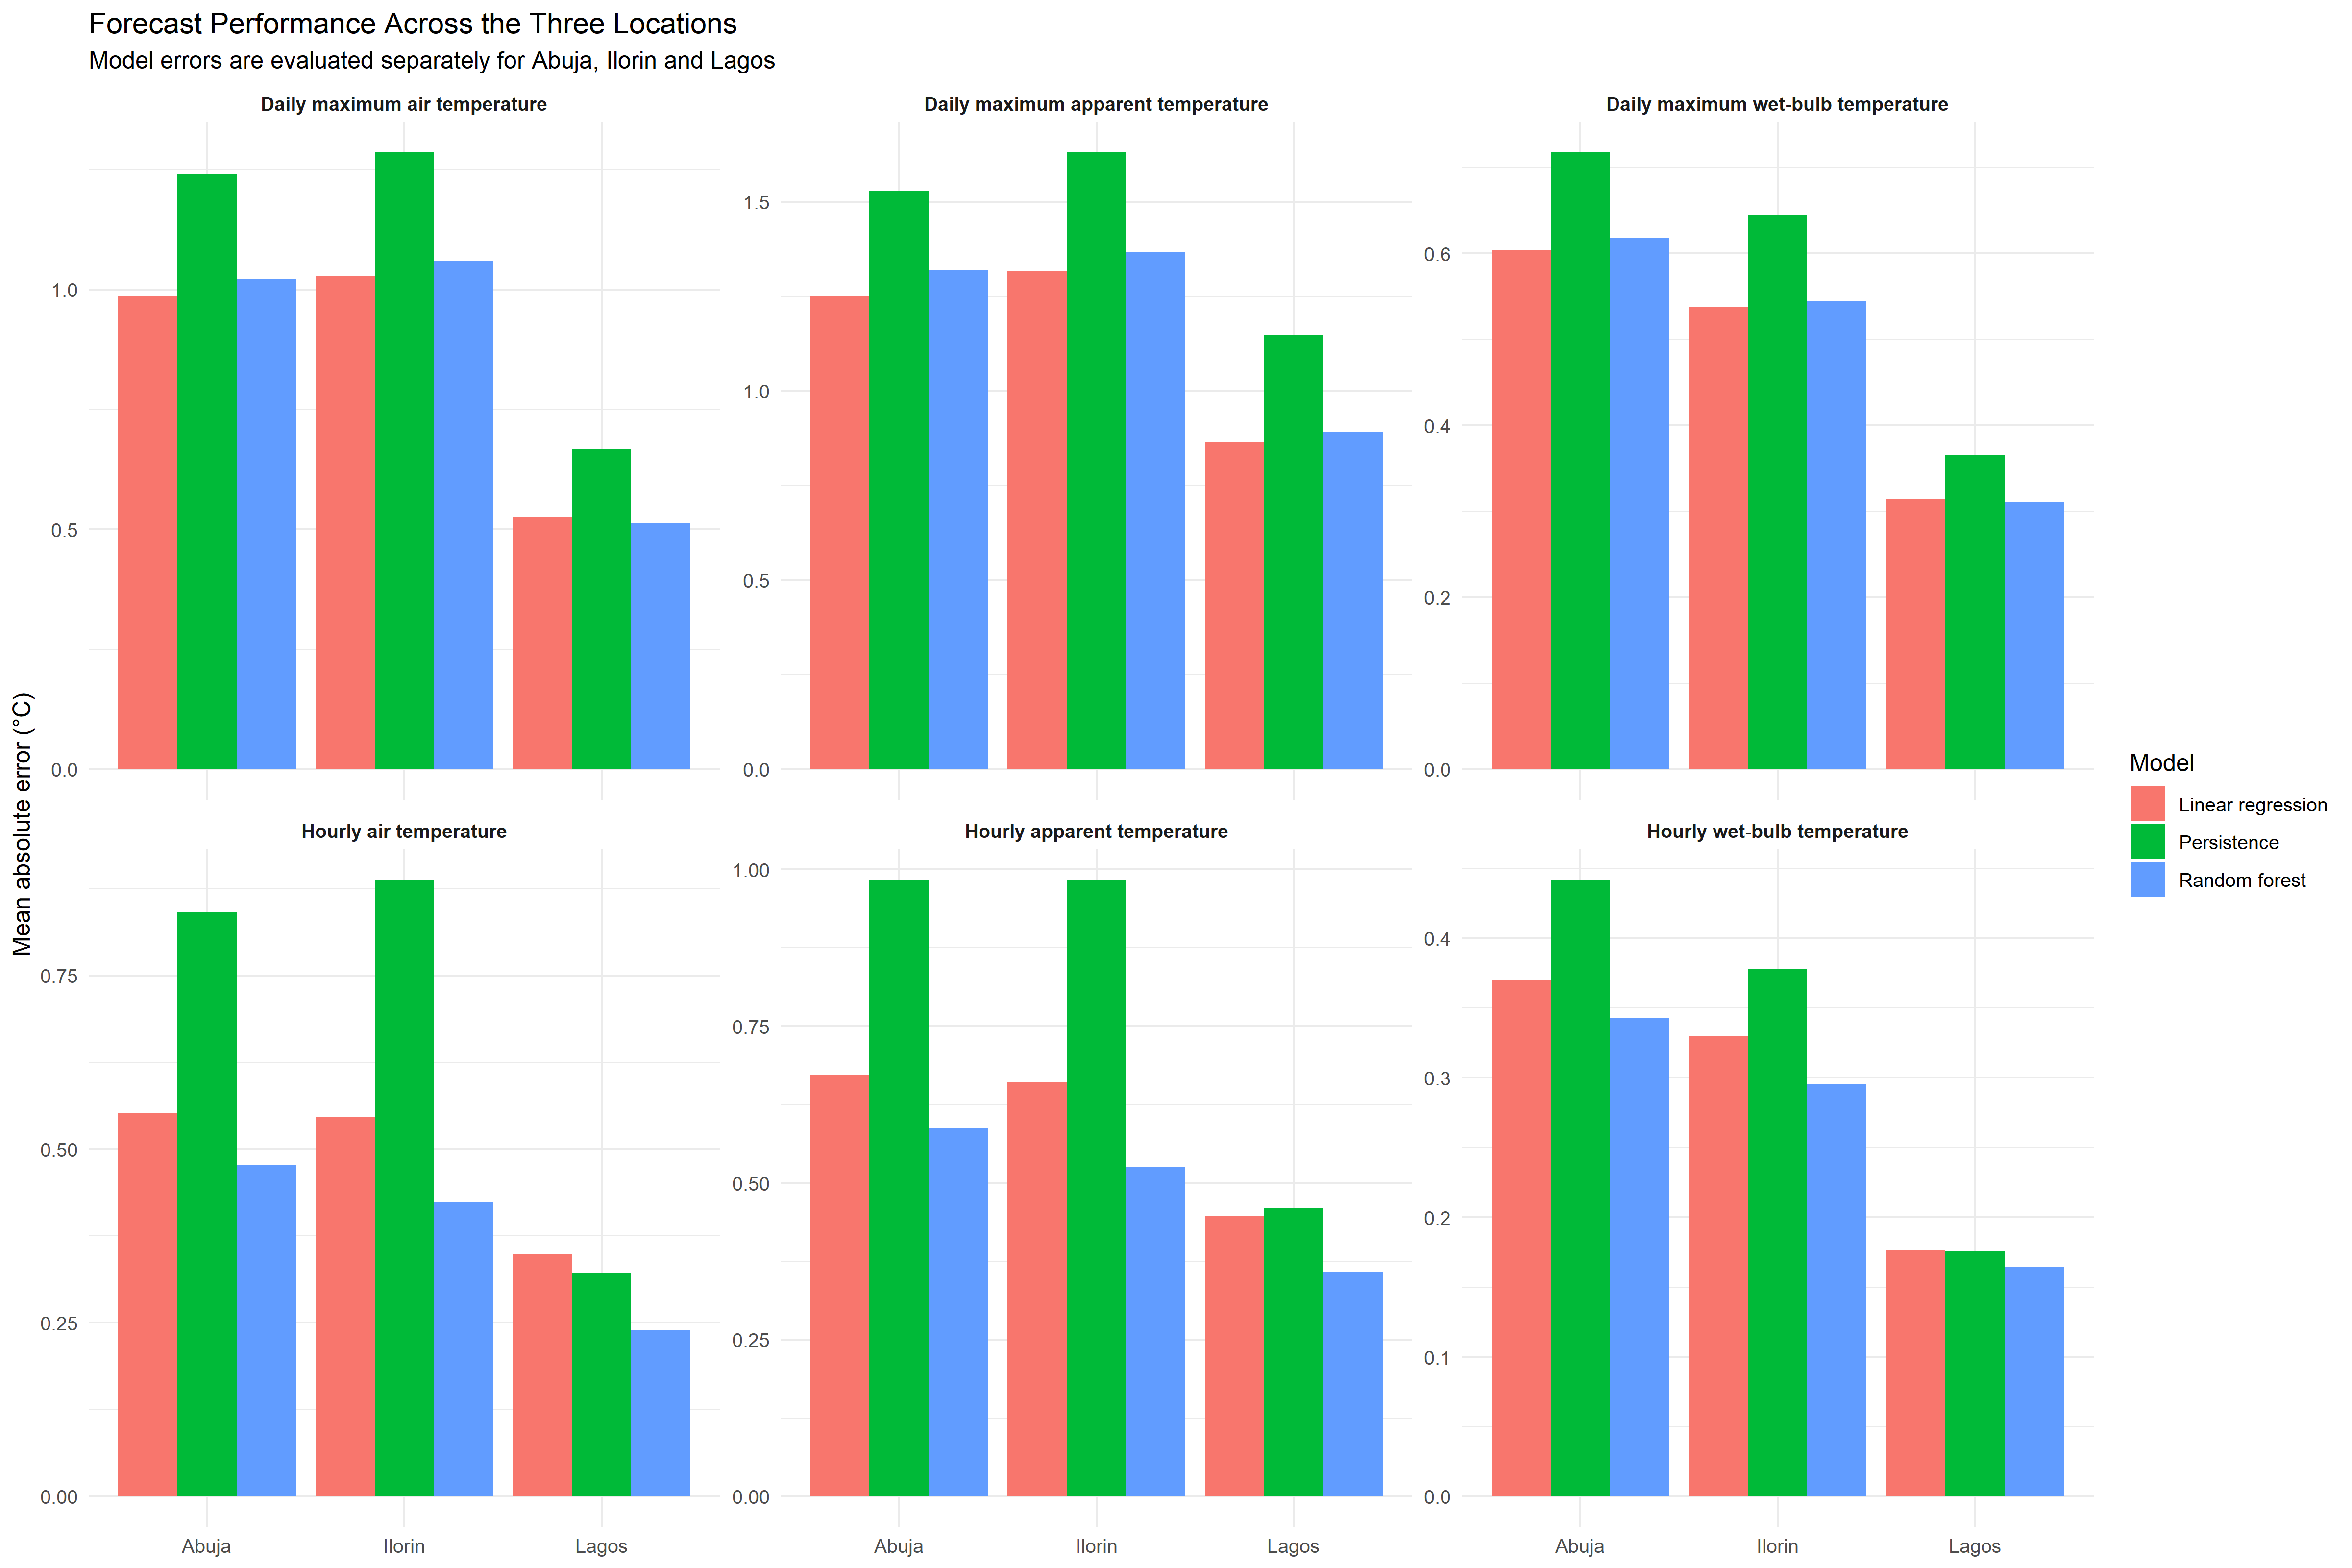 Forecast Performance Across the Three Locations
Model errors are evaluated separately for Abuja, Ilorin and Lagos
Mean absolute error (°C)
Daily maximum air temperature
1.0
0.5
0.0
Daily maximum apparent temperature
1.5
1.0
0.5
0.0
Daily maximum wet-bulb temperature
0.6
0.4
0.2
0.0
Hourly air temperature
0.75
0.50
0.25
0.00
Abuja Ilorin Lagos
Hourly apparent temperature
1.00
0.75
0.50
0.25
0.00
Abuja Ilorin Lagos
Hourly wet-bulb temperature
0.4
0.3
0.2
0.1
0.0
Abuja Ilorin Lagos
Model
Linear regression
Persistence
Random forest